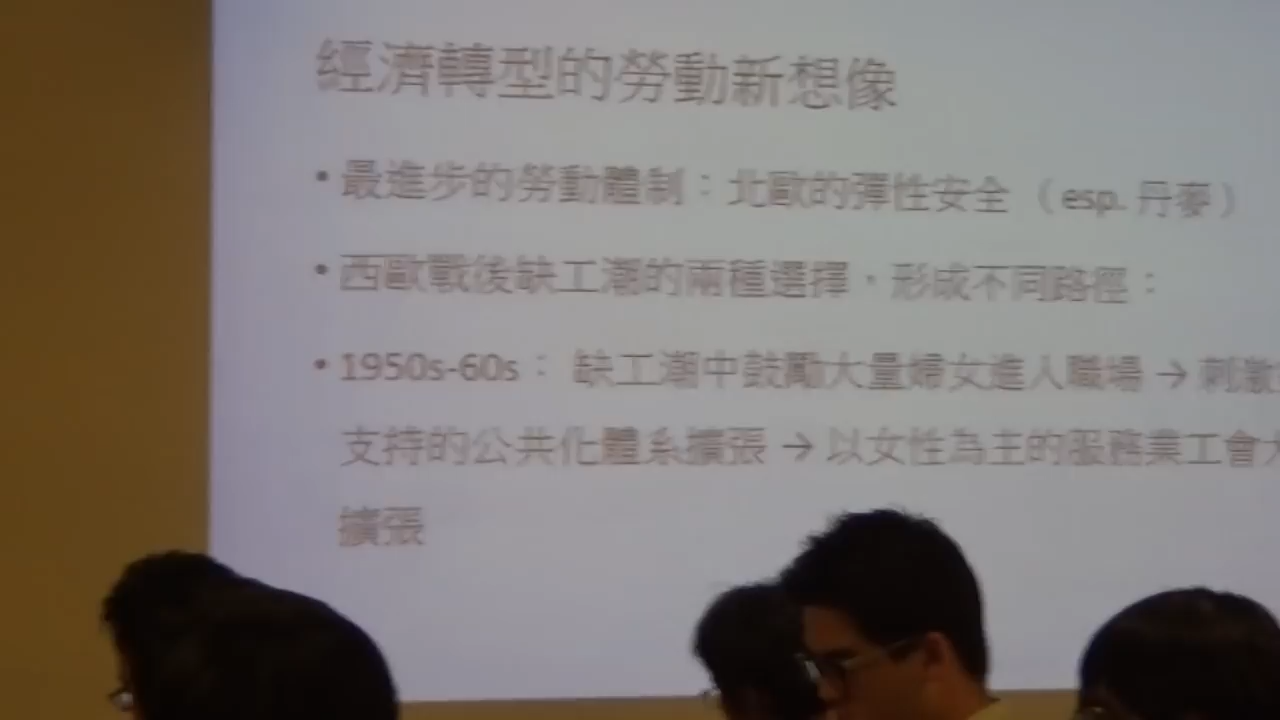 經濟轉型的勞動新想像
•最進步的勞動體制：北歐的彈性安全（esp. 丹麥）
•西歐戰後缺工潮的兩種選擇，形成不同路徑：
•1950s-60s： 缺工潮中鼓勵大量婦女進入職場 → 刺激
支持的公共化體系擴張 → 以女性為主的服務業工會大
擴張